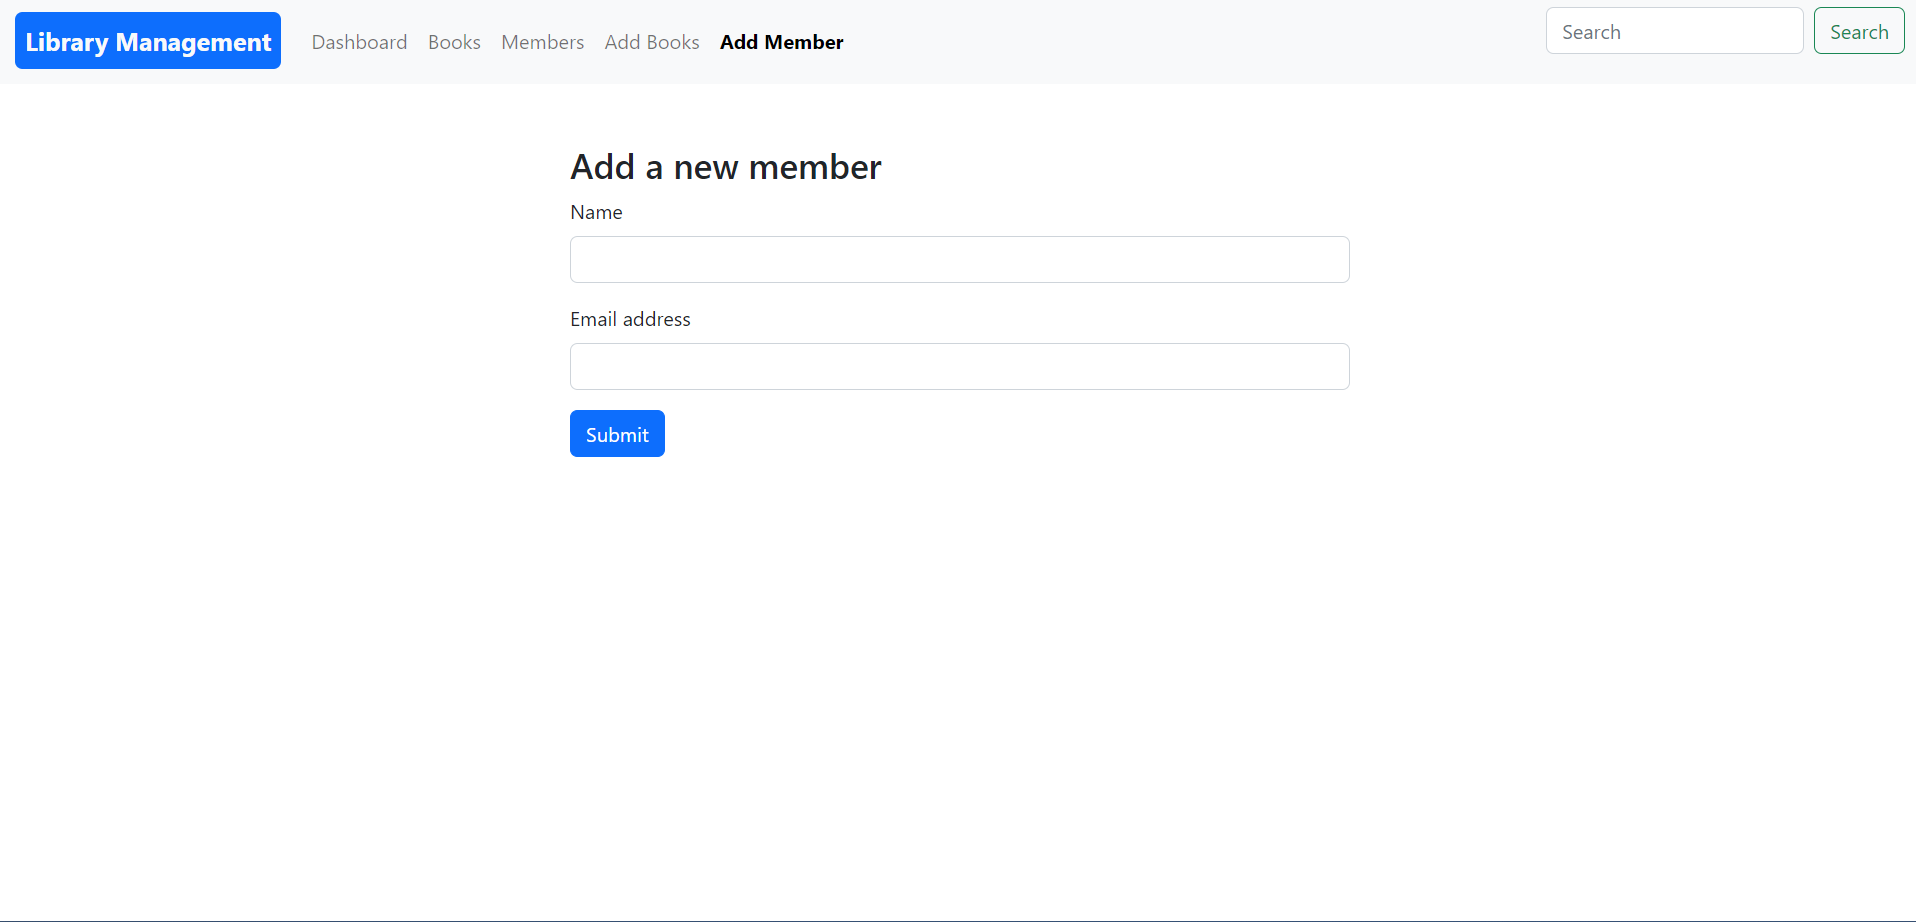 Library Management Dashboard Books Members Add Books Add Member Search Search
Add a new member
Name
Email address
Submit